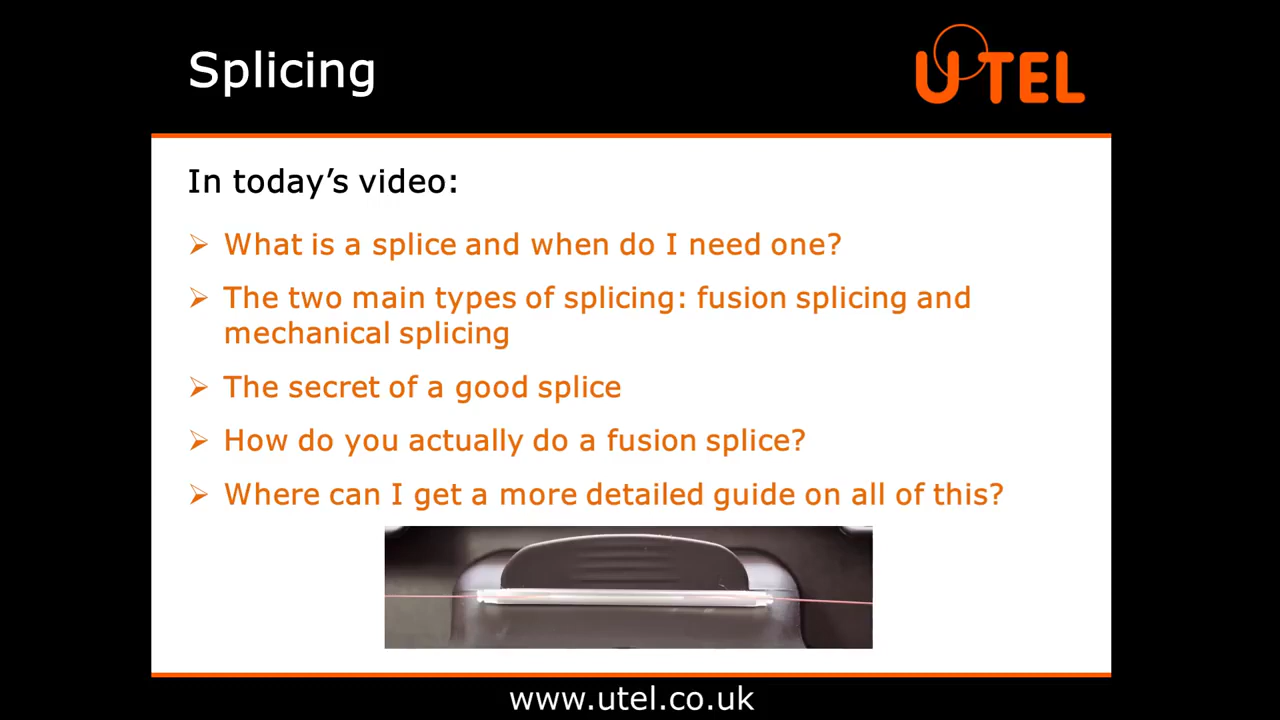 Splicing
UTEL
In today’s video:
➢ What is a splice and when do I need one?
➢ The two main types of splicing: fusion splicing and
mechanical splicing
➢ The secret of a good splice
➢ How do you actually do a fusion splice?
➢ Where can I get a more detailed guide on all of this?
www.utel.co.uk